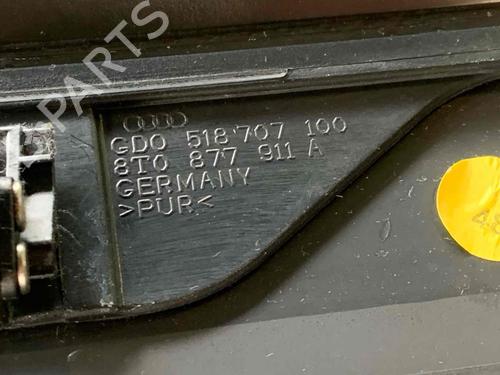 PARTS
GDO 518 707 100
8T0 877 911 A
GERMANY
>PUR<